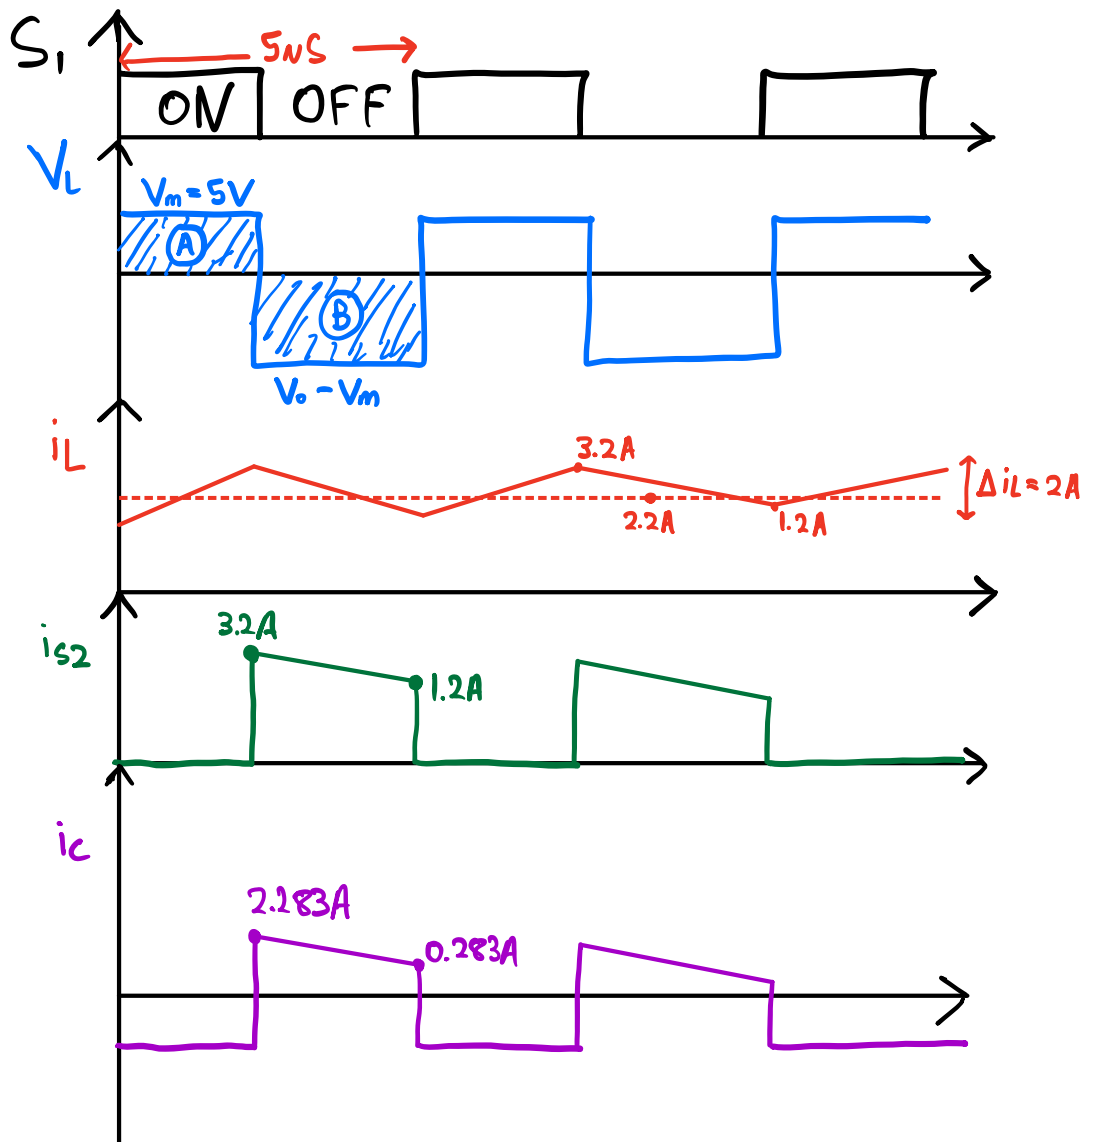 S1
5NS
ON OFF
VL
Vm=5V
A
B
Vo-Vm
iL
3.2A
ΔiL=2A
2.2A
1.2A
3.2A
is2
1.2A
ic
2.283A
0.283A